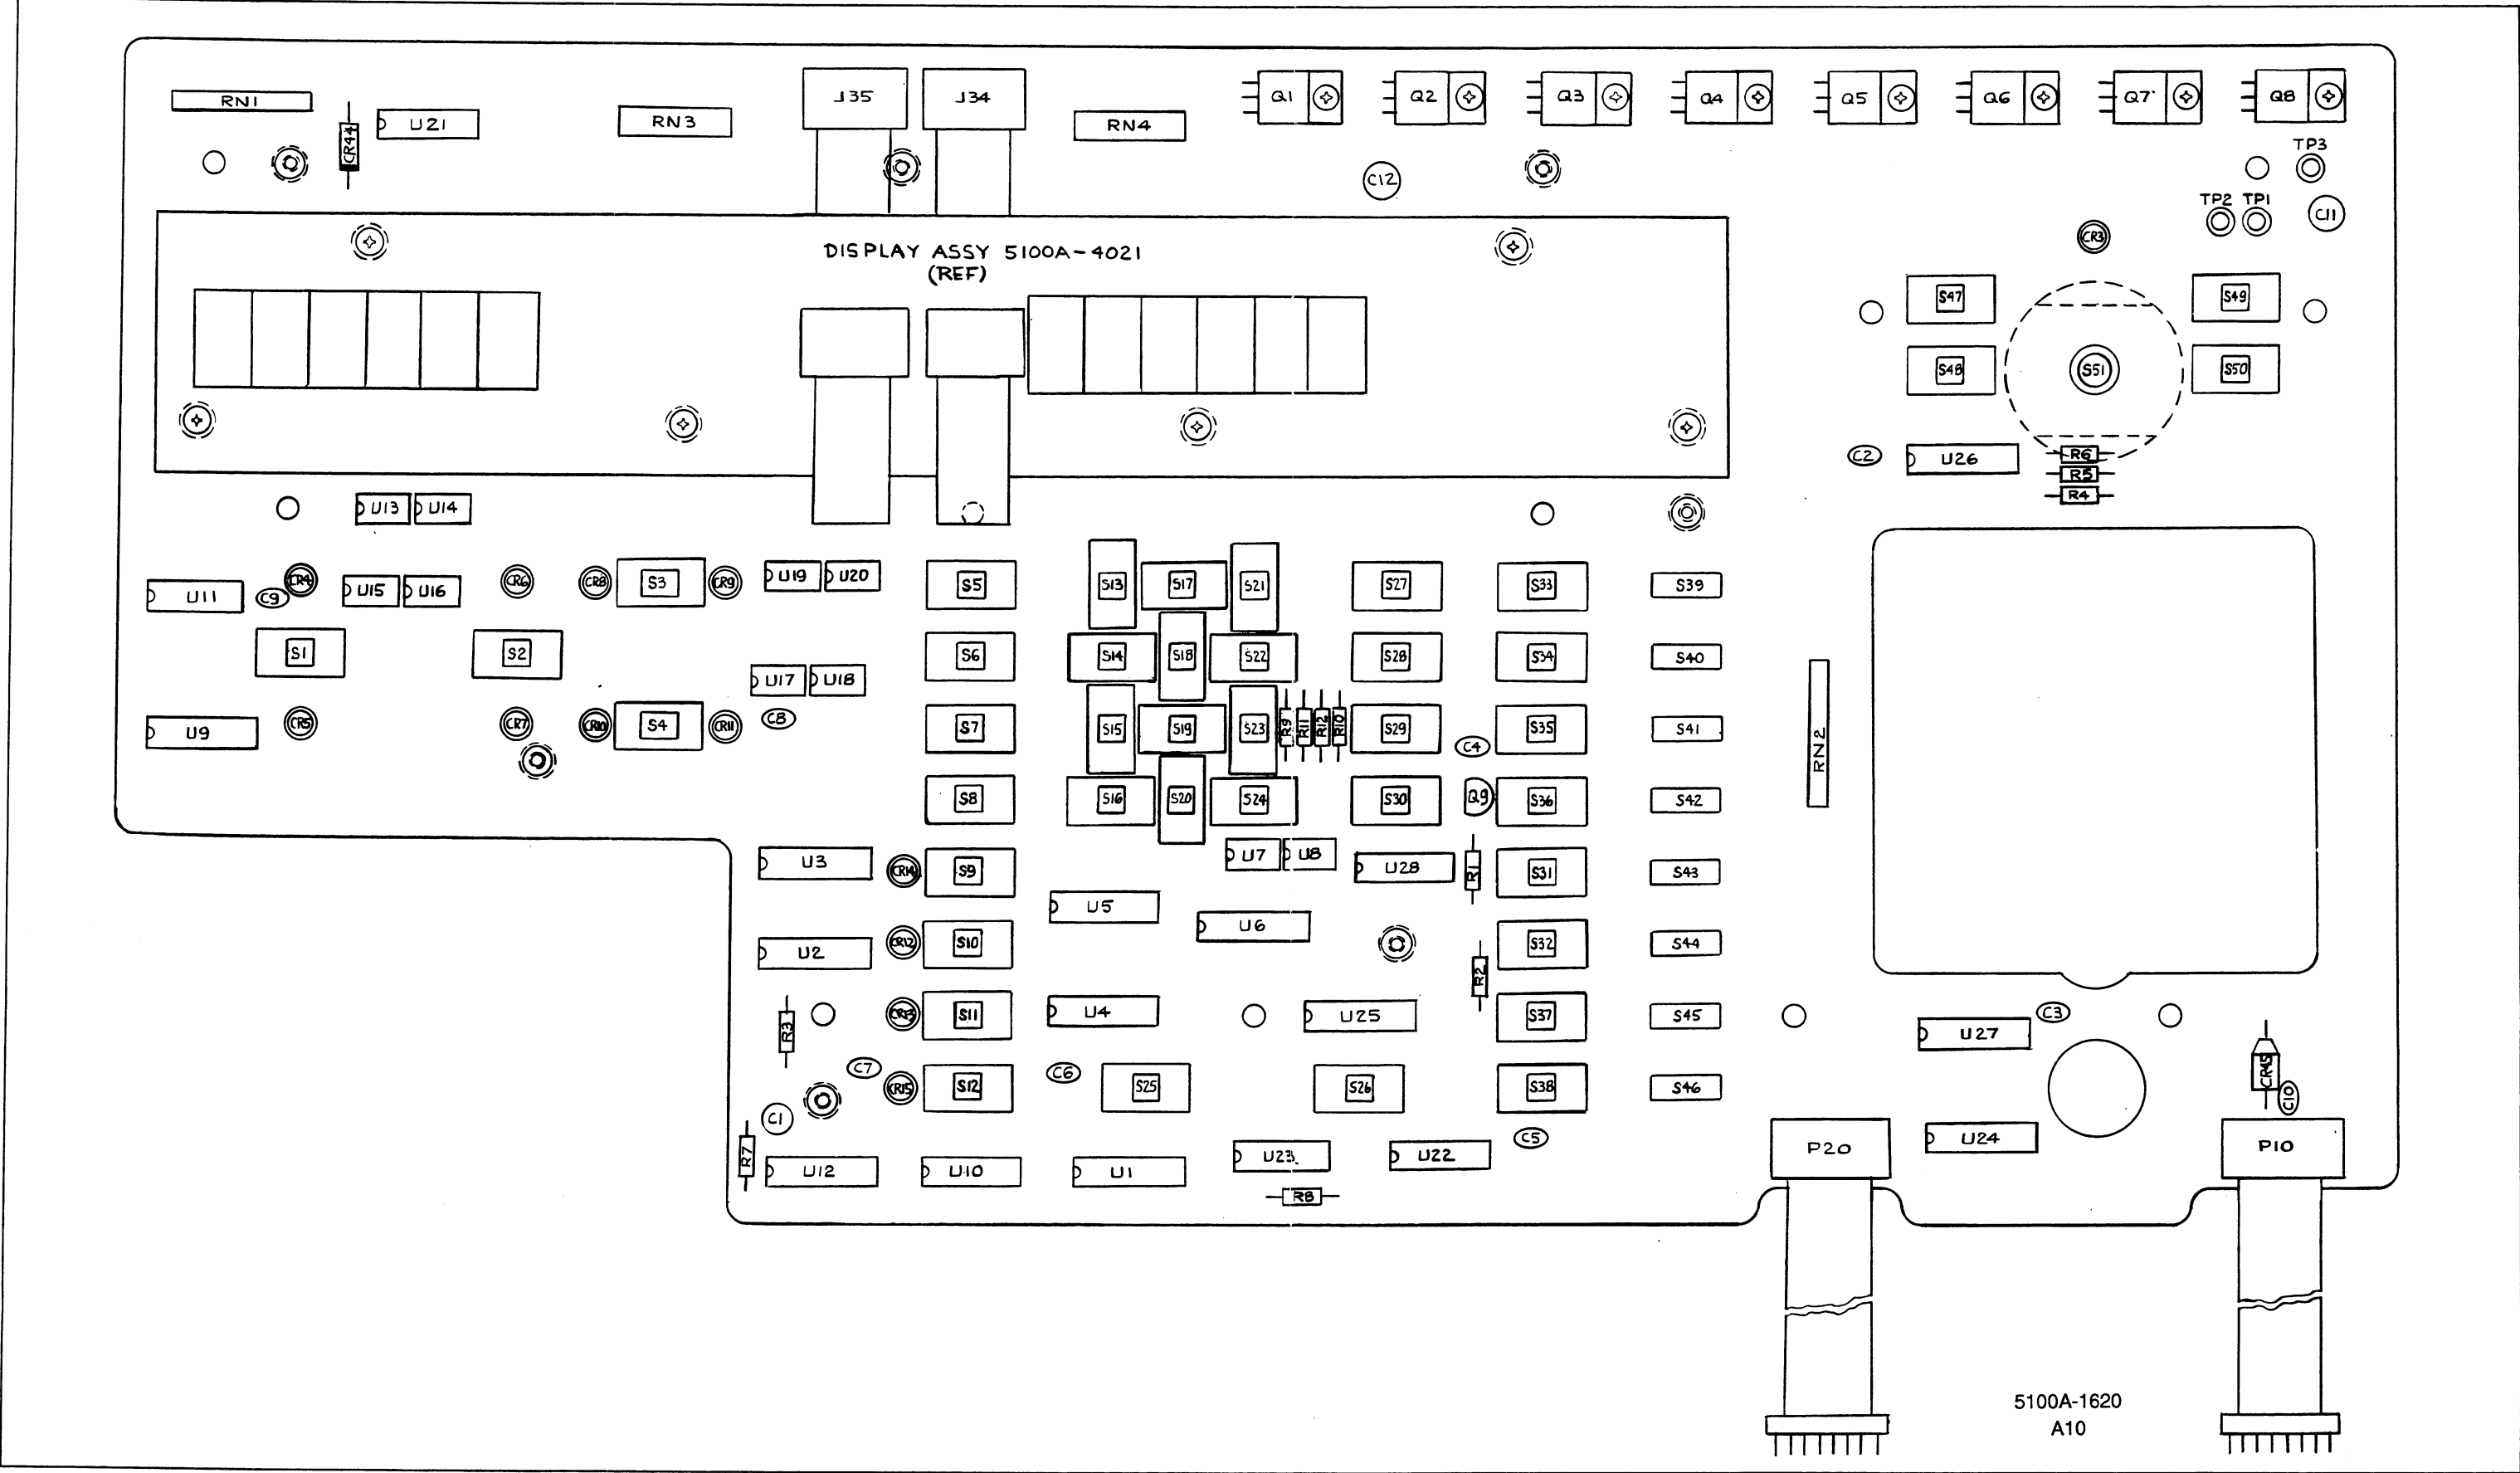 RN1
CR44
U21
RN3
J35
J34
RN4
Q1
Q2
Q3
Q4
Q5
Q6
Q7
Q8
TP3
C12
TP2
TP1
C11
CR3
DISPLAY ASSY 5100A-4021
(REF)
S47
S49
S48
S51
S50
C2
U26
R6
R5
R4
U13
U14
U11
C9
CR4
U15
U16
CR6
CR8
S3
CR9
U19
U20
S5
S13
S17
S21
S27
S33
S39
S1
S2
U17
U18
S6
S14
S18
S22
S28
S34
S40
U9
CR5
CR7
CR10
S4
CR11
C8
S7
S15
S19
S23
R9
R11
R12
R10
S29
C4
S35
S41
RN2
S8
S16
S20
S24
S30
Q9
S36
S42
U3
CR14
S9
U7
U8
U28
R1
S31
S43
U5
U6
U2
CR12
S10
R2
S32
S44
R3
CR13
S11
U4
U25
S37
S45
U27
C3
C7
CR15
S12
C6
S25
S26
S38
S46
CR45
C10
C1
R7
U12
U10
U1
U23
U22
C5
R8
P20
U24
P10
5100A-1620
A10